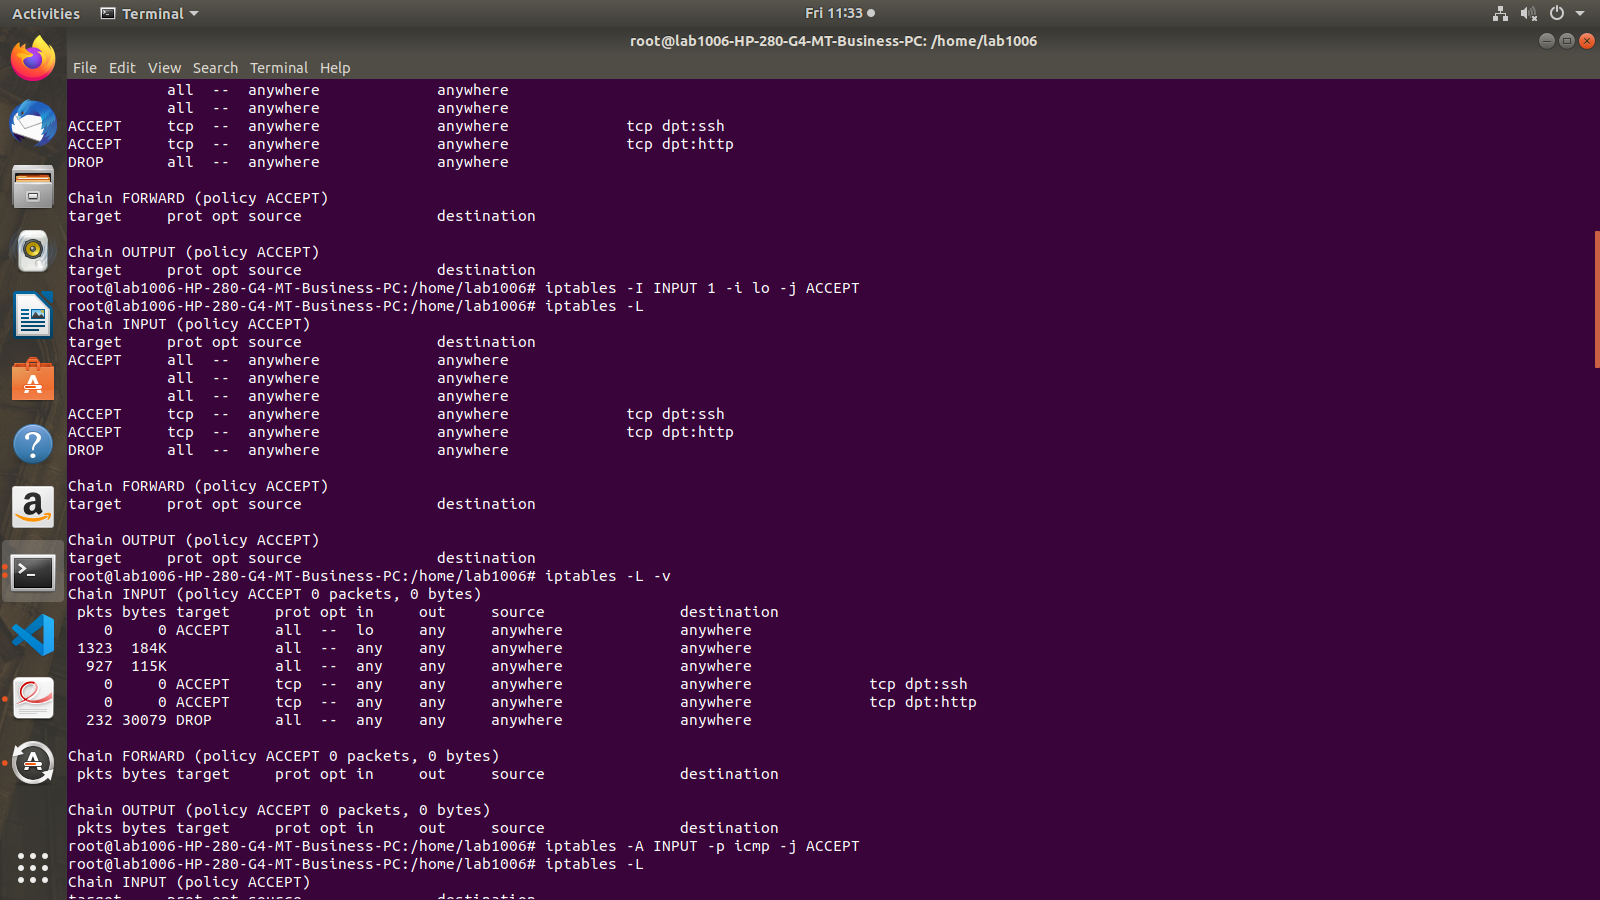 Activities Terminal Fri 11:33
root@lab1006-HP-280-G4-MT-Business-PC: /home/lab1006
File Edit View Search Terminal Help
all -- anywhere anywhere
all -- anywhere anywhere
ACCEPT tcp -- anywhere anywhere tcp dpt:ssh
ACCEPT tcp -- anywhere anywhere tcp dpt:http
DROP all -- anywhere anywhere
Chain FORWARD (policy ACCEPT)
target prot opt source destination
Chain OUTPUT (policy ACCEPT)
target prot opt source destination
root@lab1006-HP-280-G4-MT-Business-PC:/home/lab1006# iptables -I INPUT 1 -i lo -j ACCEPT
root@lab1006-HP-280-G4-MT-Business-PC:/home/lab1006# iptables -L
Chain INPUT (policy ACCEPT)
target prot opt source destination
ACCEPT all -- anywhere anywhere
all -- anywhere anywhere
all -- anywhere anywhere
ACCEPT tcp -- anywhere anywhere tcp dpt:ssh
ACCEPT tcp -- anywhere anywhere tcp dpt:http
DROP all -- anywhere anywhere
Chain FORWARD (policy ACCEPT)
target prot opt source destination
Chain OUTPUT (policy ACCEPT)
target prot opt source destination
root@lab1006-HP-280-G4-MT-Business-PC:/home/lab1006# iptables -L -v
Chain INPUT (policy ACCEPT 0 packets, 0 bytes)
pkts bytes target prot opt in out source destination
0 0 ACCEPT all -- lo any anywhere anywhere
1323 184K all -- any any anywhere anywhere
927 115K all -- any any anywhere anywhere
0 0 ACCEPT tcp -- any any anywhere anywhere tcp dpt:ssh
0 0 ACCEPT tcp -- any any anywhere anywhere tcp dpt:http
232 30079 DROP all -- any any anywhere anywhere
Chain FORWARD (policy ACCEPT 0 packets, 0 bytes)
pkts bytes target prot opt in out source destination
Chain OUTPUT (policy ACCEPT 0 packets, 0 bytes)
pkts bytes target prot opt in out source destination
root@lab1006-HP-280-G4-MT-Business-PC:/home/lab1006# iptables -A INPUT -p icmp -j ACCEPT
root@lab1006-HP-280-G4-MT-Business-PC:/home/lab1006# iptables -L
Chain INPUT (policy ACCEPT)
target prot opt source destination